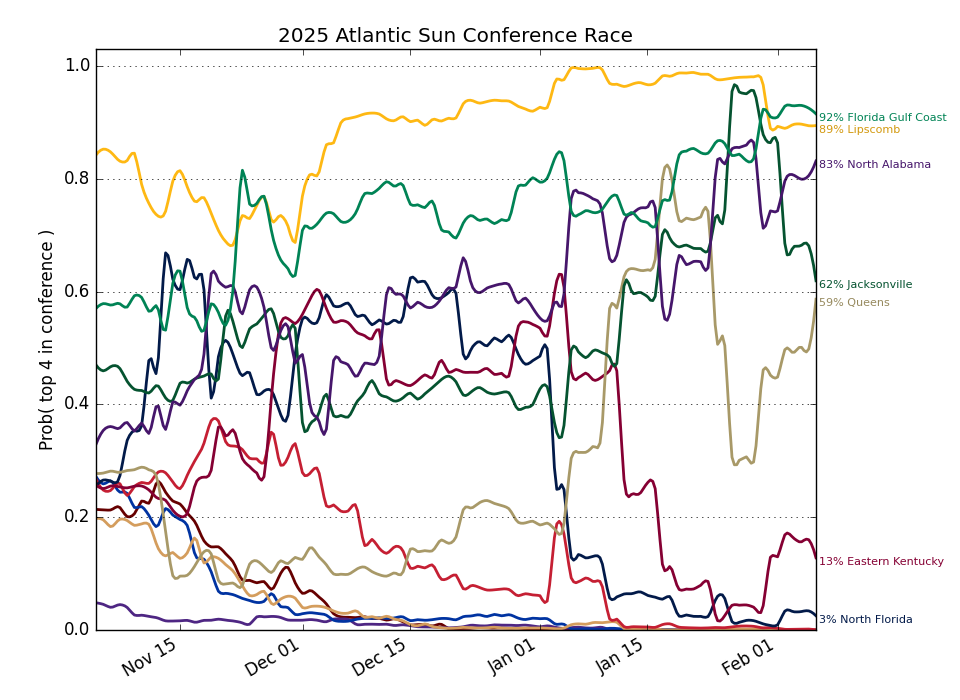 2025 Atlantic Sun Conference Race
Prob( top 4 in conference )
1.0
0.8
0.6
0.4
0.2
0.0
Nov 15
Dec 01
Dec 15
Jan 01
Jan 15
Feb 01
92% Florida Gulf Coast
89% Lipscomb
83% North Alabama
62% Jacksonville
59% Queens
13% Eastern Kentucky
3% North Florida